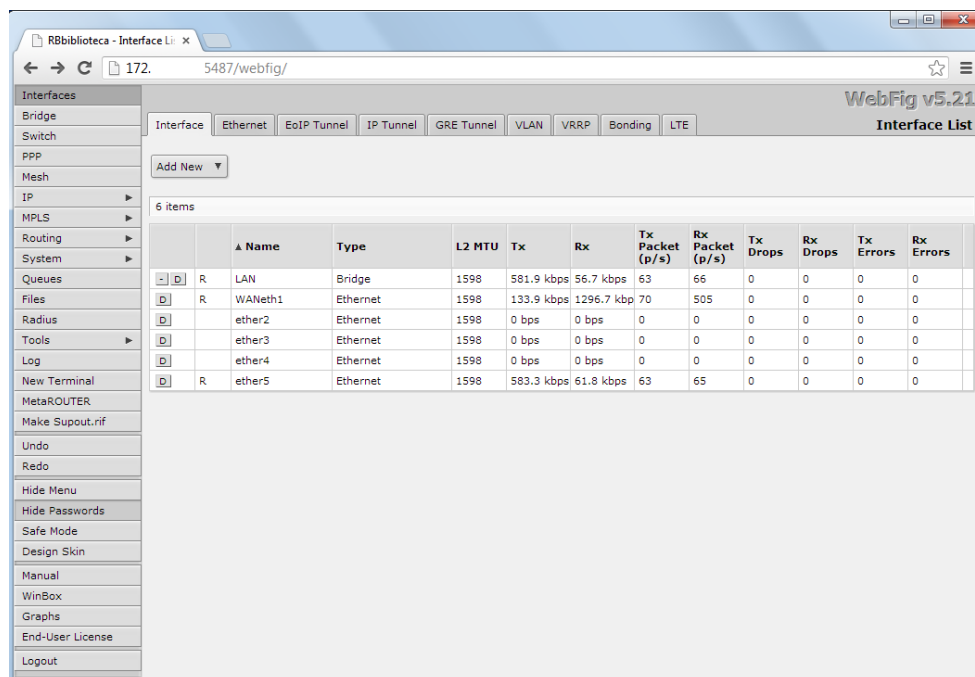 RBbiblioteca - Interface Li
172. 5487/webfig/
Interfaces
Bridge
Switch
PPP
Mesh
IP
MPLS
Routing
System
Queues
Files
Radius
Tools
Log
New Terminal
MetaROUTER
Make Supout.rif
Undo
Redo
Hide Menu
Hide Passwords
Safe Mode
Design Skin
Manual
WinBox
Graphs
End-User License
Logout
WebFig v5.21
Interface Ethernet EoIP Tunnel IP Tunnel GRE Tunnel VLAN VRRP Bonding LTE Interface List
Add New ▼
6 items
▲ Name Type L2 MTU Tx Rx Tx Packet (p/s) Rx Packet (p/s) Tx Drops Rx Drops Tx Errors Rx Errors
- D R LAN Bridge 1598 581.9 kbps 56.7 kbps 63 66 0 0 0 0
D R WANeth1 Ethernet 1598 133.9 kbps 1296.7 kbp 70 505 0 0 0 0
D ether2 Ethernet 1598 0 bps 0 bps 0 0 0 0 0 0
D ether3 Ethernet 1598 0 bps 0 bps 0 0 0 0 0 0
D ether4 Ethernet 1598 0 bps 0 bps 0 0 0 0 0 0
D R ether5 Ethernet 1598 583.3 kbps 61.8 kbps 63 65 0 0 0 0